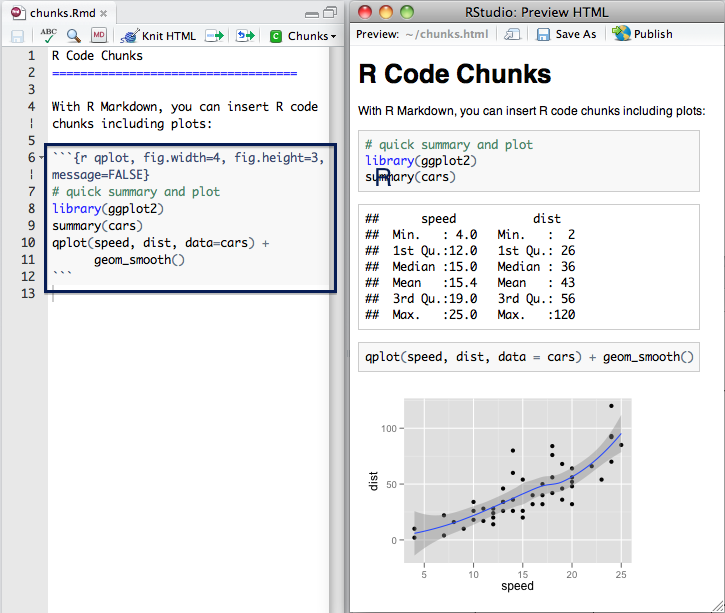 chunks.Rmd
ABC MD Knit HTML Chunks
1 R Code Chunks
2 ===================================
3
4 With R Markdown, you can insert R code
chunks including plots:
5
6 ```{r qplot, fig.width=4, fig.height=3,
message=FALSE}
7 # quick summary and plot
8 library(ggplot2)
9 summary(cars)
10 qplot(speed, dist, data=cars) +
11 geom_smooth()
12 ```
13
RStudio: Preview HTML
Preview: ~/chunks.html Save As Publish
R Code Chunks
With R Markdown, you can insert R code chunks including plots:
# quick summary and plot
library(ggplot2)
summary(cars)
R
## speed dist
## Min. : 4.0 Min. : 2
## 1st Qu.:12.0 1st Qu.: 26
## Median :15.0 Median : 36
## Mean :15.4 Mean : 43
## 3rd Qu.:19.0 3rd Qu.: 56
## Max. :25.0 Max. :120
qplot(speed, dist, data = cars) + geom_smooth()
100
50
0
dist
5 10 15 20 25
speed